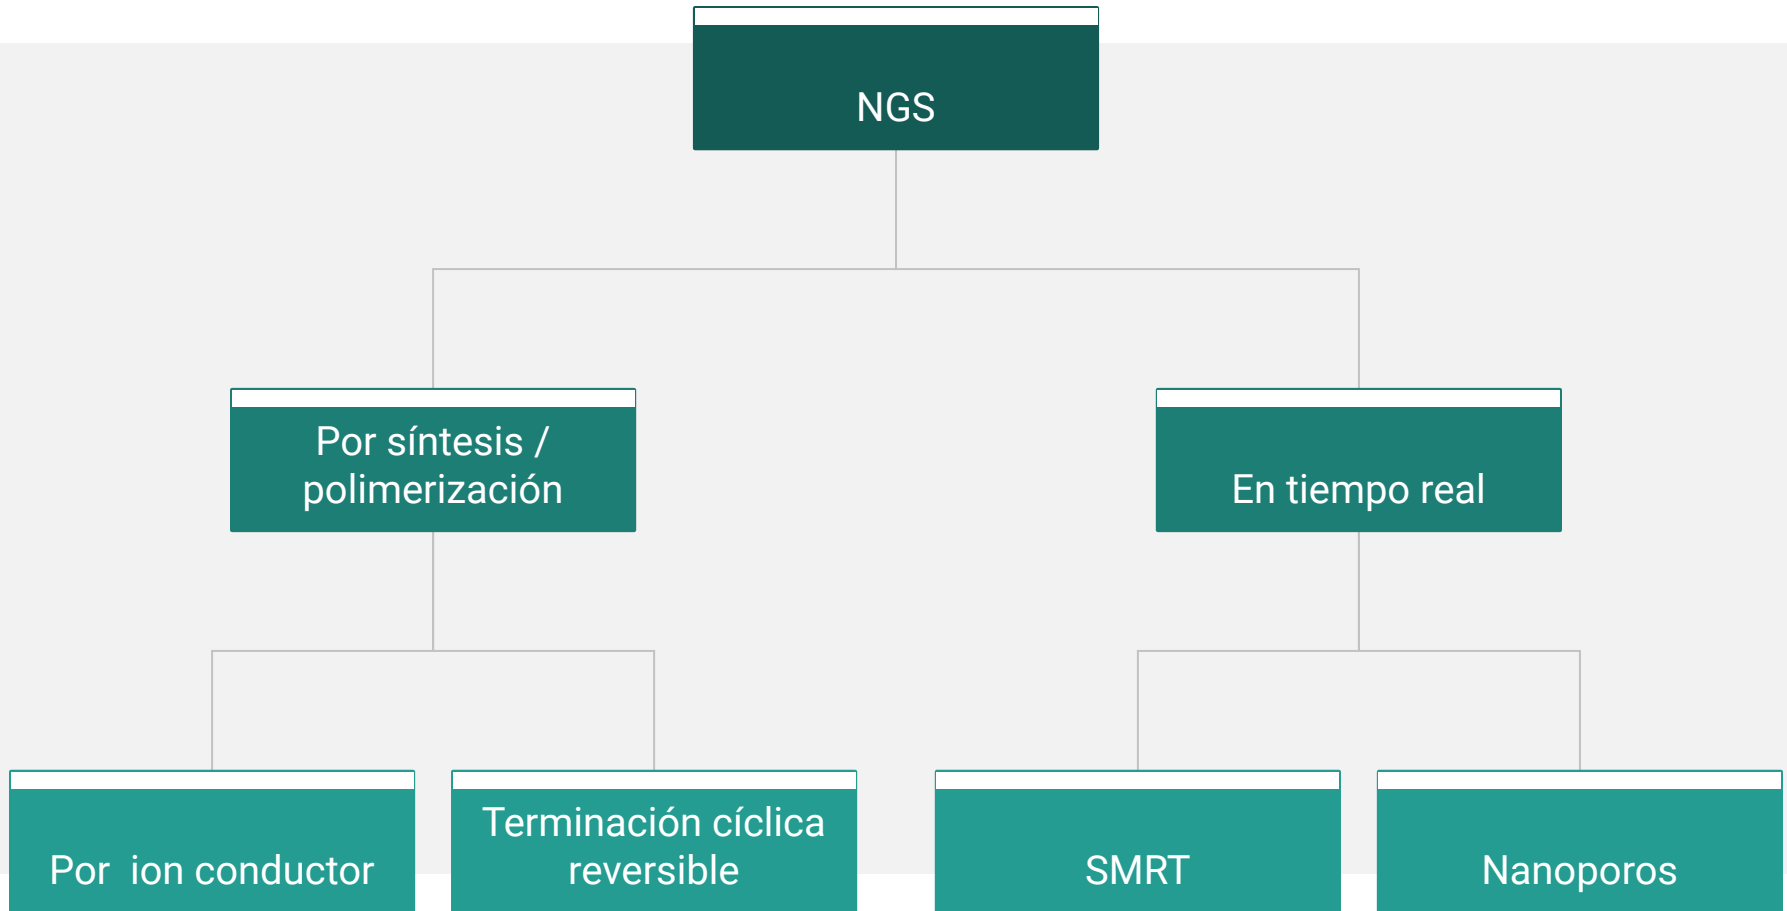 NGS
Por síntesis /
polimerización
En tiempo real
Por ion conductor
Terminación cíclica
reversible
SMRT
Nanoporos